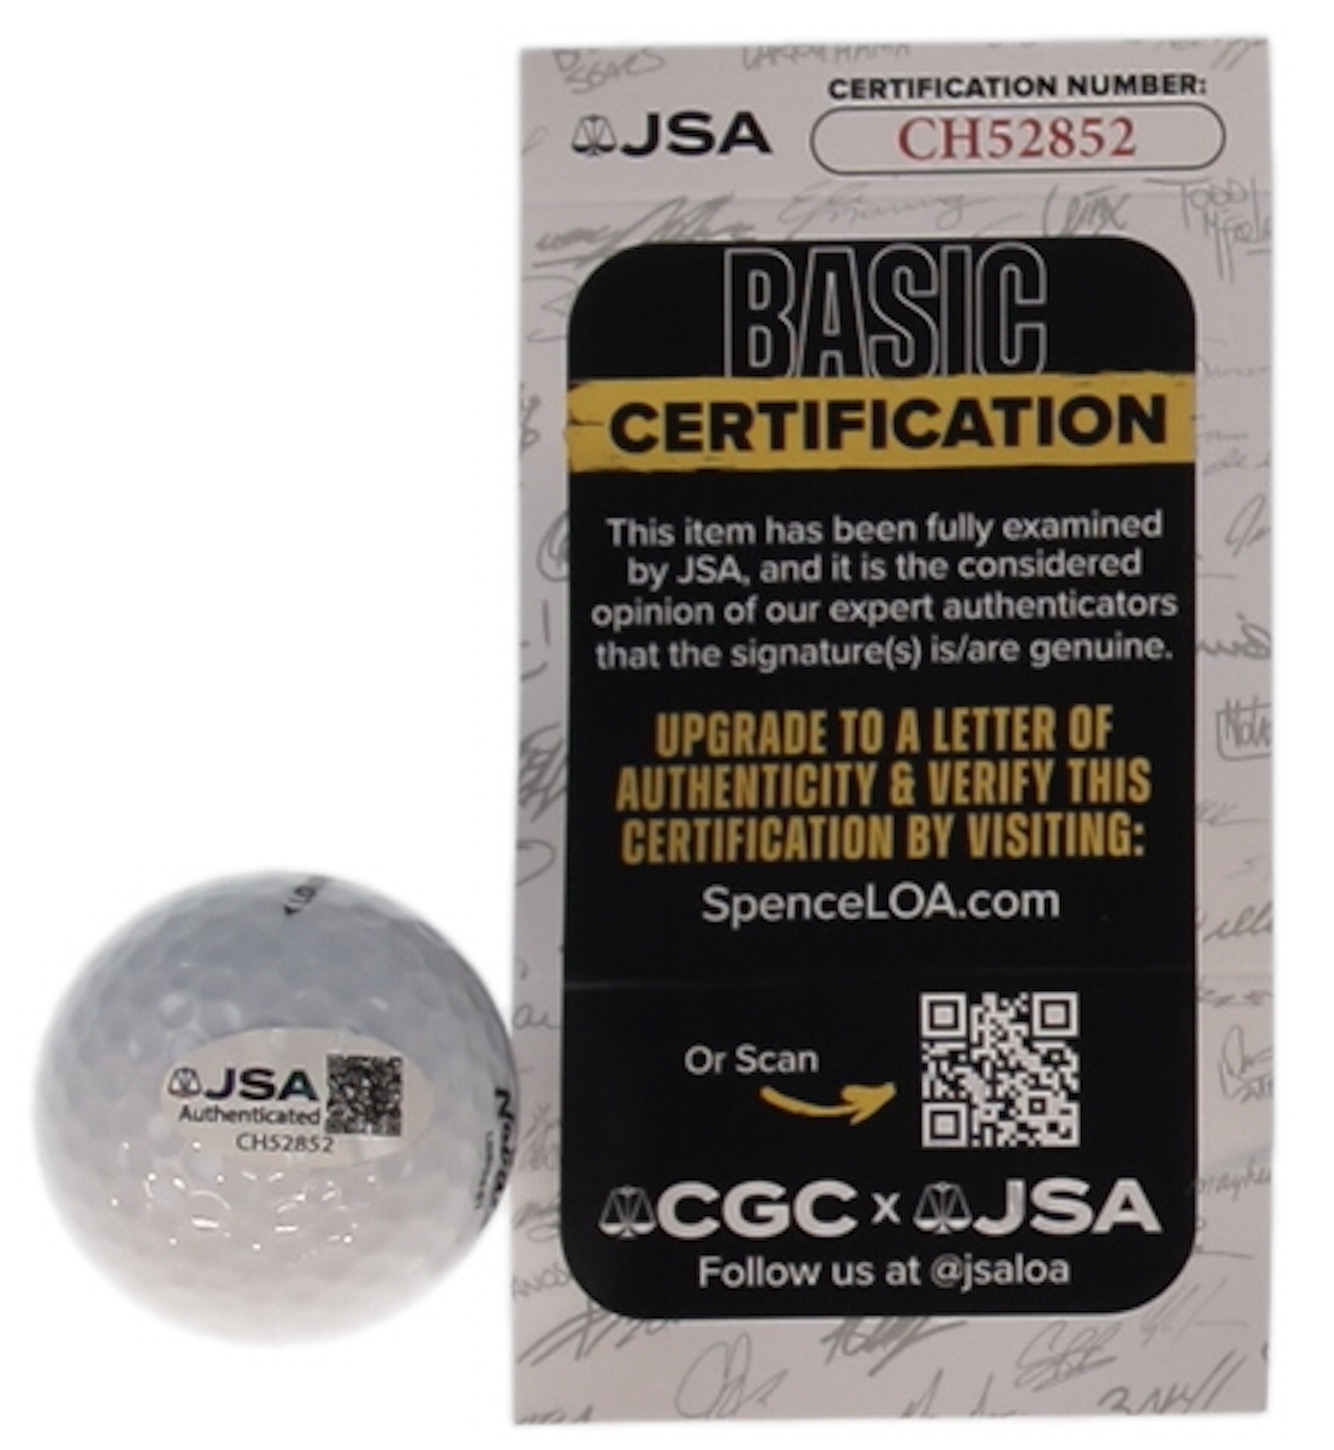 JSA
CERTIFICATION NUMBER:
CH52852
BASIC
CERTIFICATION
This item has been fully examined
by JSA, and it is the considered
opinion of our expert authenticators
that the signature(s) is/are genuine.
UPGRADE TO A LETTER OF
AUTHENTICITY & VERIFY THIS
CERTIFICATION BY VISITING:
SpenceLOA.com
Or Scan
CGC x JSA
Follow us at @jsaloa
JSA
Authenticated
CH52852